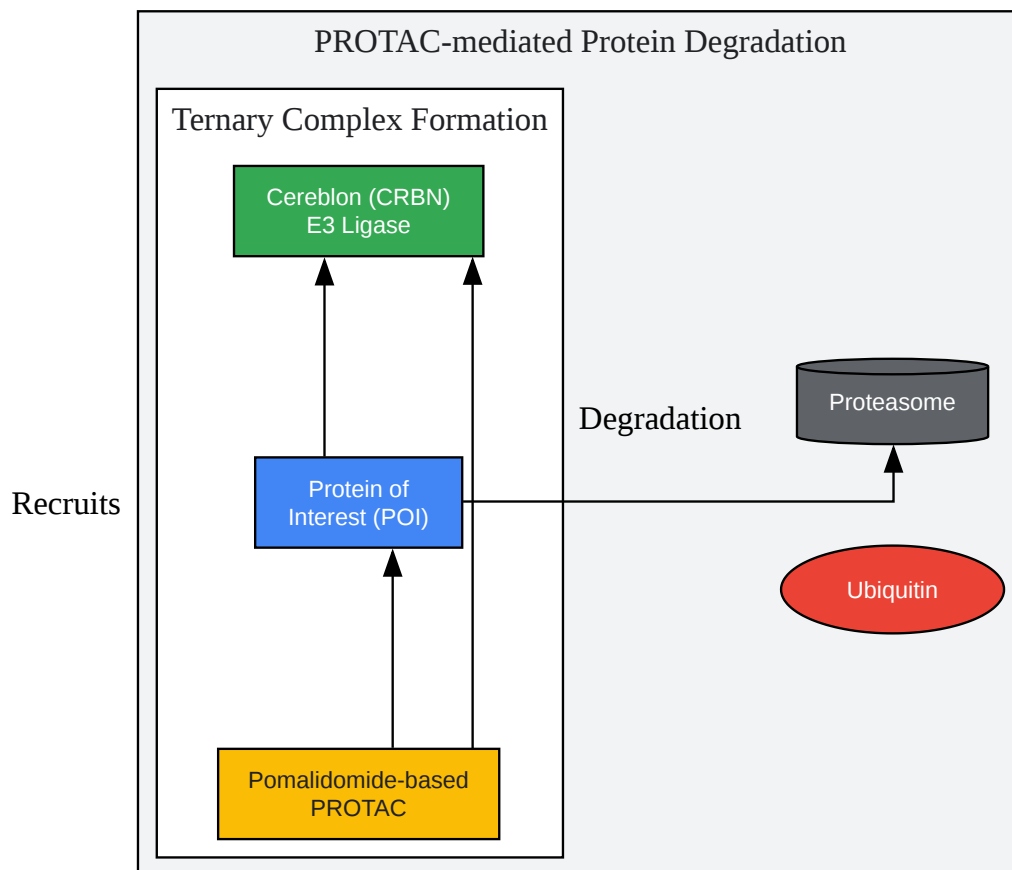 PROTAC-mediated Protein Degradation
Ternary Complex Formation
Cereblon (CRBN)
E3 Ligase
Proteasome
Degradation
Recruits
Protein of
Interest (POI)
Ubiquitin
Pomalidomide-based
PROTAC